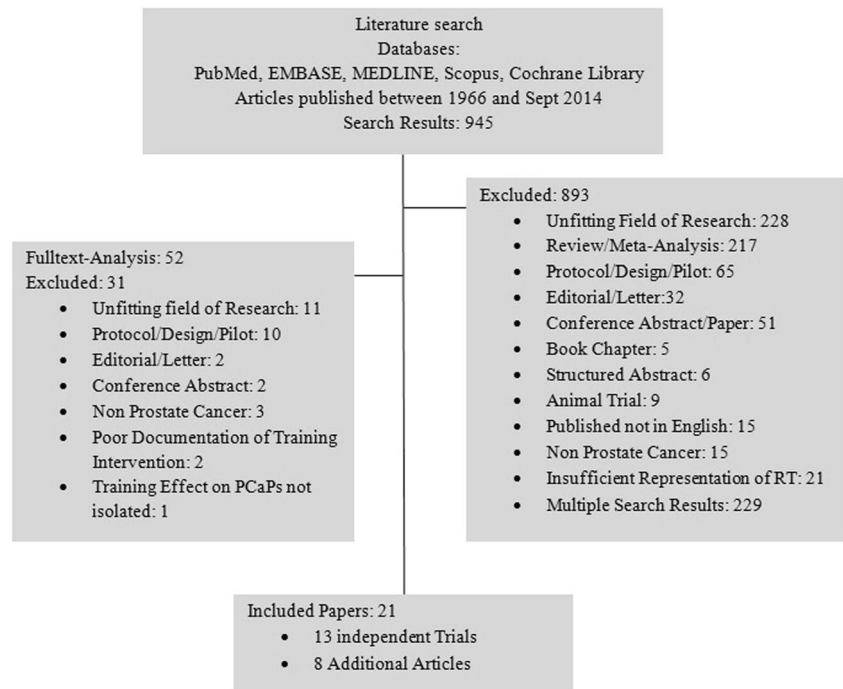 Literature search
Databases:
PubMed, EMBASE, MEDLINE, Scopus, Cochrane Library
Articles published between 1966 and Sept 2014
Search Results: 945
Excluded: 893
• Unfitting Field of Research: 228
• Review/Meta-Analysis: 217
• Protocol/Design/Pilot: 65
• Editorial/Letter:32
• Conference Abstract/Paper: 51
• Book Chapter: 5
• Structured Abstract: 6
• Animal Trial: 9
• Published not in English: 15
• Non Prostate Cancer: 15
• Insufficient Representation of RT: 21
• Multiple Search Results: 229
Fulltext-Analysis: 52
Excluded: 31
• Unfitting field of Research: 11
• Protocol/Design/Pilot: 10
• Editorial/Letter: 2
• Conference Abstract: 2
• Non Prostate Cancer: 3
• Poor Documentation of Training
Intervention: 2
• Training Effect on PCaPs not
isolated: 1
Included Papers: 21
• 13 independent Trials
• 8 Additional Articles